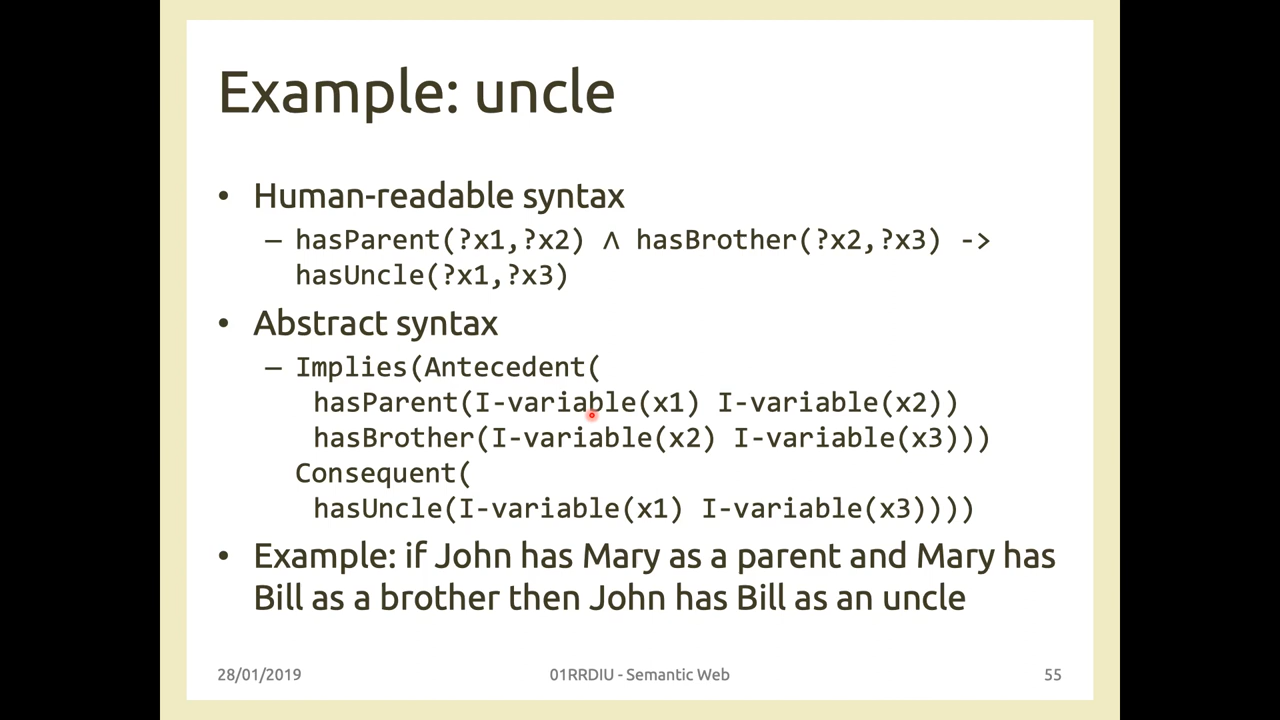 Example: uncle
• Human-readable syntax
– hasParent(?x1,?x2) ∧ hasBrother(?x2,?x3) ->
hasUncle(?x1,?x3)
• Abstract syntax
– Implies(Antecedent(
hasParent(I-variable(x1) I-variable(x2))
hasBrother(I-variable(x2) I-variable(x3)))
Consequent(
hasUncle(I-variable(x1) I-variable(x3))))
• Example: if John has Mary as a parent and Mary has
Bill as a brother then John has Bill as an uncle
28/01/2019 01RRDIU - Semantic Web 55